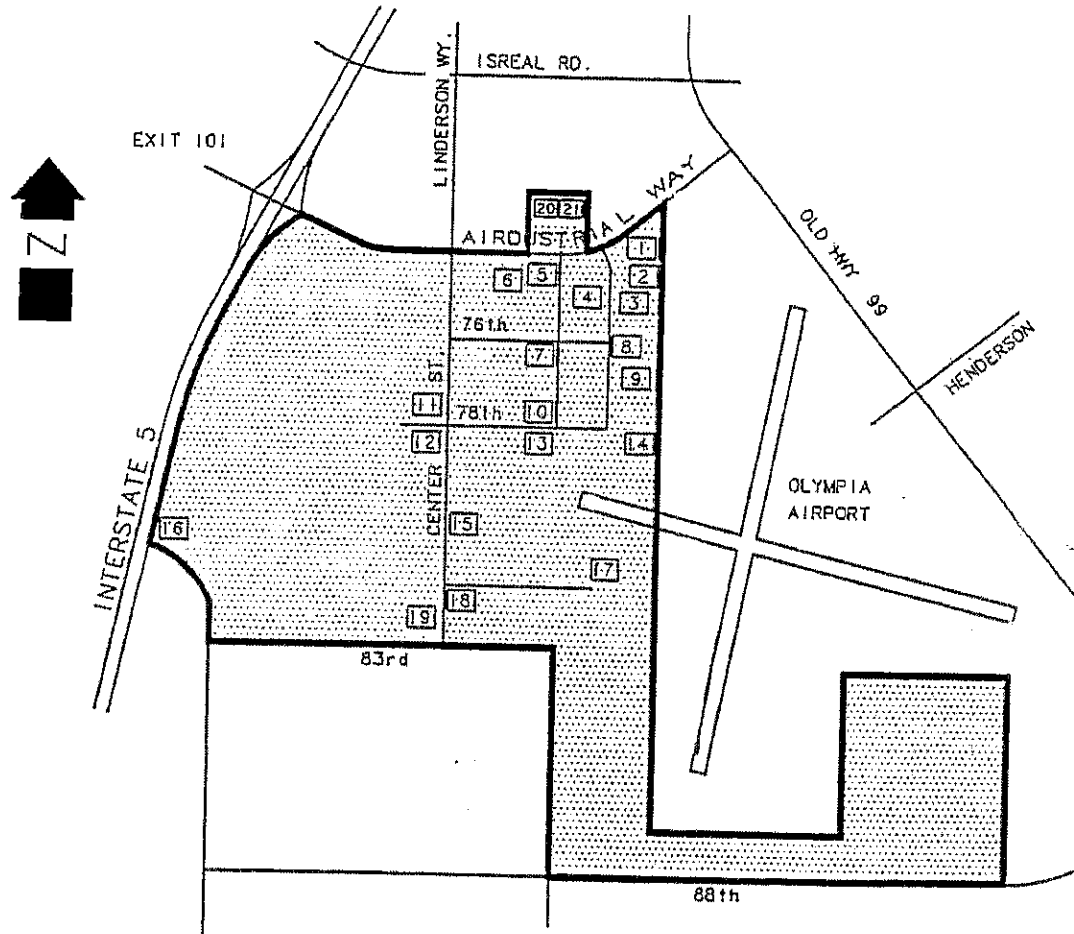 ISREAL RD.
LINDERSON WY.
EXIT 101
N
AIRDUSTRIAL WAY
20 21
1
2
3
4
5
6
76th
7
8
9
OLD HWY 99
HENDERSON
11
78th
10
12
13
14
CENTER ST.
INTERSTATE 5
OLYMPIA
AIRPORT
16
15
17
18
19
83rd
88th